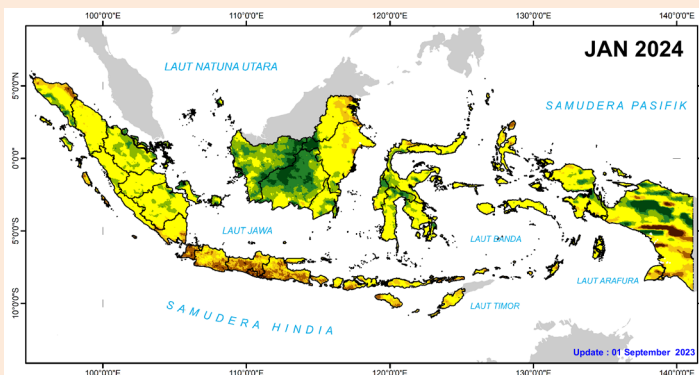 100°0'0"E 110°0'0"E 120°0'0"E 130°0'0"E 140°0'0"E
JAN 2024
LAUT NATUNA UTARA
5°0'0"N
SAMUDERA PASIFIK
0°0'0"
5°0'0"S
LAUT JAWA
LAUT BANDA
LAUT ARAFURA
10°0'0"S
SAMUDERA HINDIA
LAUT TIMOR
Update : 01 September 2023
100°0'0"E 110°0'0"E 120°0'0"E 130°0'0"E 140°0'0"E